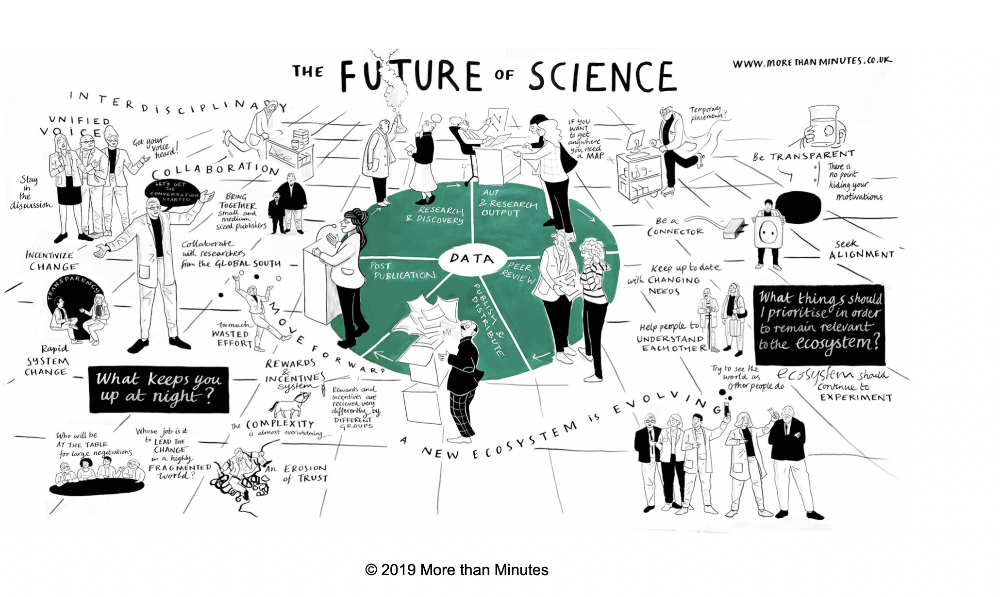 THE FUTURE OF SCIENCE
WWW.MORETHANMINUTES.CO.UK
INTERDISCIPLINARY
UNIFIED
VOICE
Get your
voice
heard!
Stay
in
the
discussion
COLLABORATION
LET'S GET
THE
CONVERSATION
STARTED
BRING
TOGETHER
small and
medium
sized publishers
INCENTIVIZE
CHANGE
Collaborate
with researchers
from the GLOBAL SOUTH
TRANSPARENCY
Rapid
SYSTEM
CHANGE
too much
WASTED
EFFORT
MOVE FORWARD
What keeps you
up at night?
REWARDS
&
INCENTIVES
System
Rewards and
Incentives are
recieved very
differently by
DIFFERENT
GROUPS
The COMPLEXITY
is almost overwhelming
Who will be
AT THE TABLE
for large negotiations
Whose job is it
to LEAD THE
CHANGE
in a highly
FRAGMENTED
world?
An EROSION
of TRUST
RESEARCH
& DISCOVERY
AUT
& RESEARCH
OUTPUT
DATA
POST
PUBLICATION
PEER
REVIEW
PUBLISH &
DISTRIBUTE
IF YOU
WANT
to get
anywhere
you need
a MAP
Temporary
placements?
Be TRANSPARENT
There is
no point
hiding your
motivations
Be a
CONNECTOR
seek
ALIGNMENT
Keep up to date
with CHANGING
NEEDS
Help people to
UNDERSTAND
EACHOTHER
What things should
I prioritise in order
to remain relevant
to the ecosystem?
Try to see the
world as
other people do
ecosystem should
continue to
EXPERIMENT
A NEW ECOSYSTEM is EVOLVING
© 2019 More than Minutes